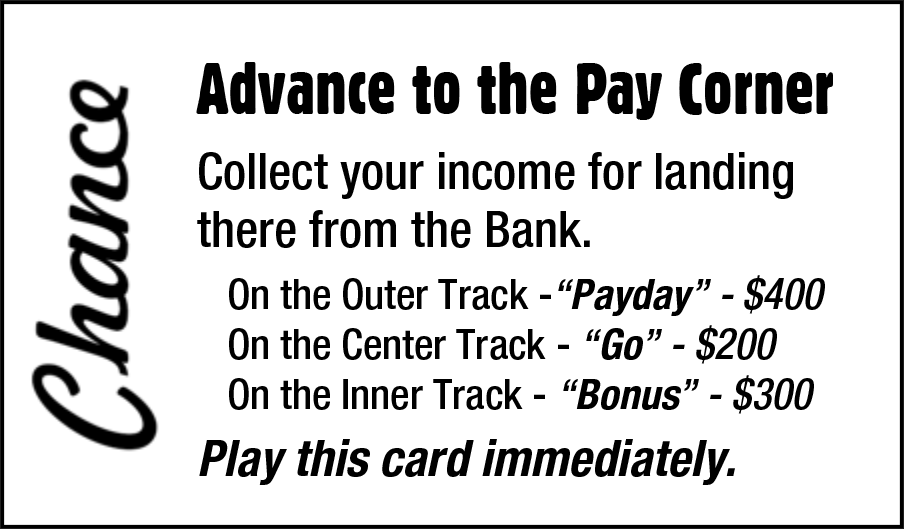 Chance
Advance to the Pay Corner
Collect your income for landing
there from the Bank.
On the Outer Track -“Payday” - $400
On the Center Track - “Go” - $200
On the Inner Track - “Bonus” - $300
Play this card immediately.